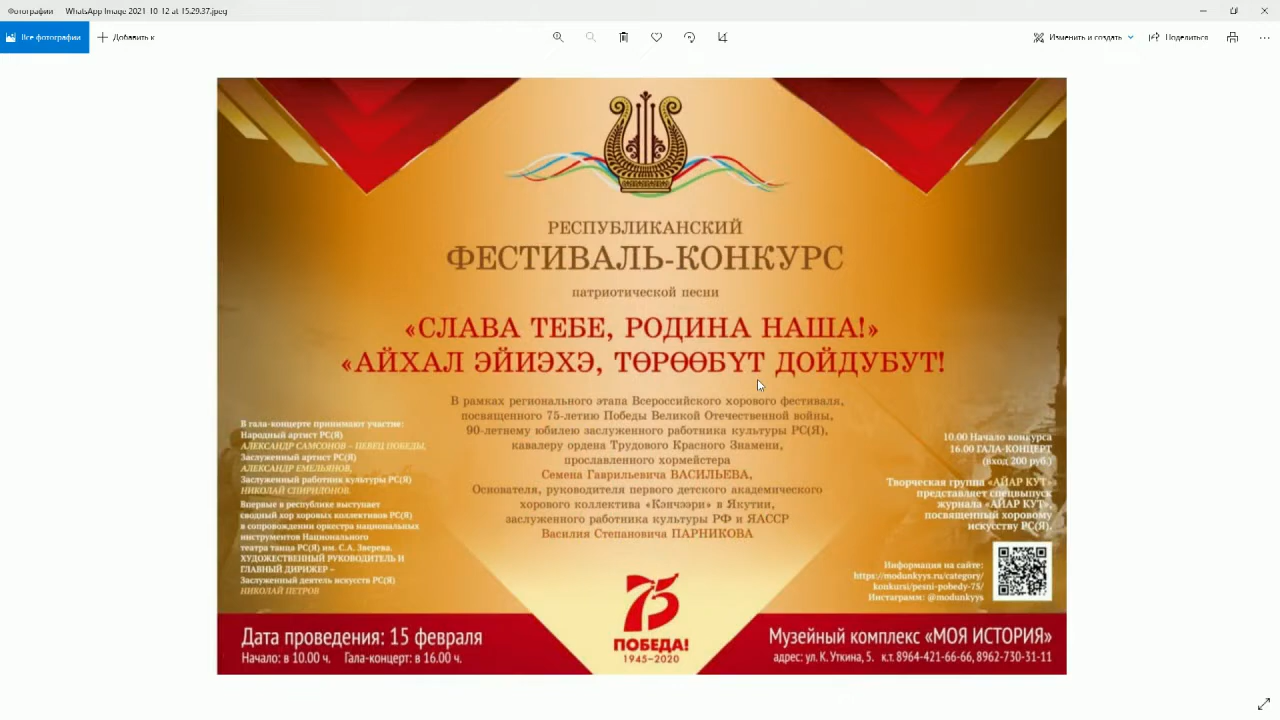 Фотографии
WhatsApp Image 2021-10-12 at 15.29.37.jpeg
Все фотографии
Добавить к
Изменить и создать
Поделиться
РЕСПУБЛИКАНСКИЙ
ФЕСТИВАЛЬ-КОНКУРС
патриотической песни
«СЛАВА ТЕБЕ, РОДИНА НАША!»
«АЙХАЛ ЭЙИЭХЭ, ТӨРӨӨБҮТ ДОЙДУБУТ!
В рамках регионального этапа Всероссийского хорового фестиваля,
посвященного 75-летию Победы Великой Отечественной войны,
90-летнему юбилею заслуженного работника культуры РС(Я),
кавалеру ордена Трудового Красного Знамени,
прославленного хормейстера
Семена Гаврильевича ВАСИЛЬЕВА,
Основателя, руководителя первого детского академического
хорового коллектива «Кэнчээри» в Якутии,
заслуженного работника культуры РФ и ЯАССР
Василия Степановича ПАРНИКОВА
В гала-концерте принимают участие:
Народный артист РС(Я)
АЛЕКСАНДР САМСОНОВ – ПЕВЕЦ ПОБЕДЫ,
Заслуженный артист РС(Я)
АЛЕКСАНДР ЕМЕЛЬЯНОВ,
Заслуженный работник культуры РС(Я)
НИКОЛАЙ СПИРИДОНОВ.
Впервые в республике выступает
сводный хор хоровых коллективов РС(Я)
в сопровождении оркестра национальных
инструментов Национального
театра танца РС(Я) им. С.А. Зверева.
ХУДОЖЕСТВЕННЫЙ РУКОВОДИТЕЛЬ И
ГЛАВНЫЙ ДИРИЖЕР –
Заслуженный деятель искусств РС(Я)
НИКОЛАЙ ПЕТРОВ
10.00 Начало конкурса
16.00 ГАЛА-КОНЦЕРТ
(вход 200 руб.)
Творческая группа «АЙАР КУТ»
представляет спецвыпуск
журнала «АЙАР КУТ»,
посвященный хоровому
искусству РС(Я).
Информация на сайте:
https://modunkyys.ru/category/
konkursi/pesni-pobedy-75/
Инстаграмм: @modunkyys
75
ПОБЕДА!
1945–2020
Дата проведения: 15 февраля
Начало: в 10.00 ч. Гала-концерт: в 16.00 ч.
Музейный комплекс «МОЯ ИСТОРИЯ»
адрес: ул. К. Уткина, 5. к.т. 8964-421-66-66, 8962-730-31-11